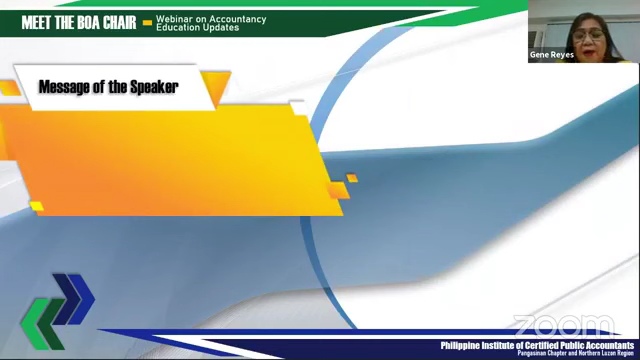 MEET THE BOA CHAIR
Webinar on Accountancy
Education Updates
Gene Reyes
Message of the Speaker
zoom
Philippine Institute of Certified Public Accountants
Pangasinan Chapter and Northern Luzon Region